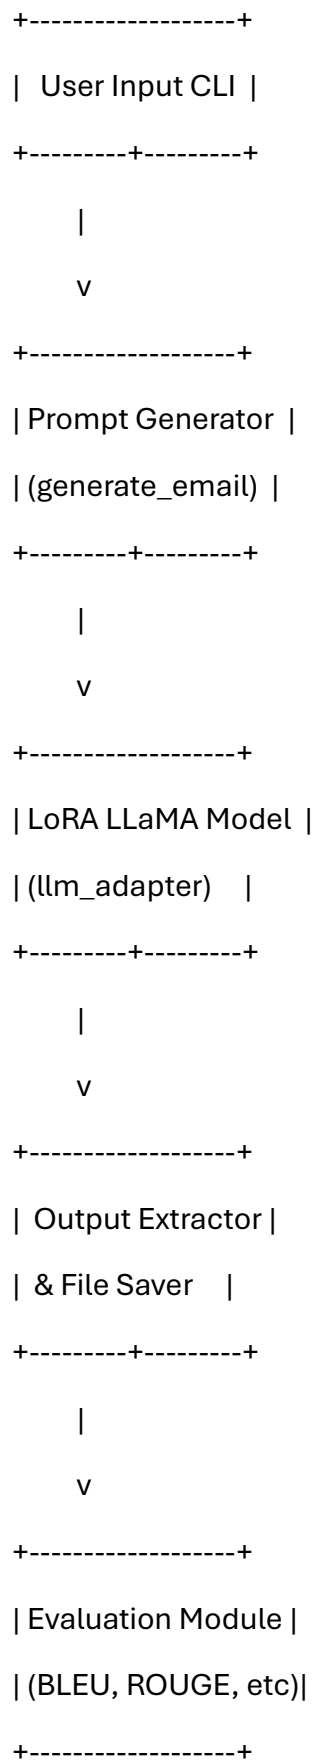 +-------------------+
|   User Input CLI  |
+---------+---------+
|
v
+-------------------+
| Prompt Generator  |
| (generate_email)  |
+---------+---------+
|
v
+-------------------+
| LoRA LLaMA Model  |
| (llm_adapter)     |
+---------+---------+
|
v
+-------------------+
|  Output Extractor |
|  & File Saver     |
+---------+---------+
|
v
+-------------------+
| Evaluation Module |
| (BLEU, ROUGE, etc)|
+-------------------+